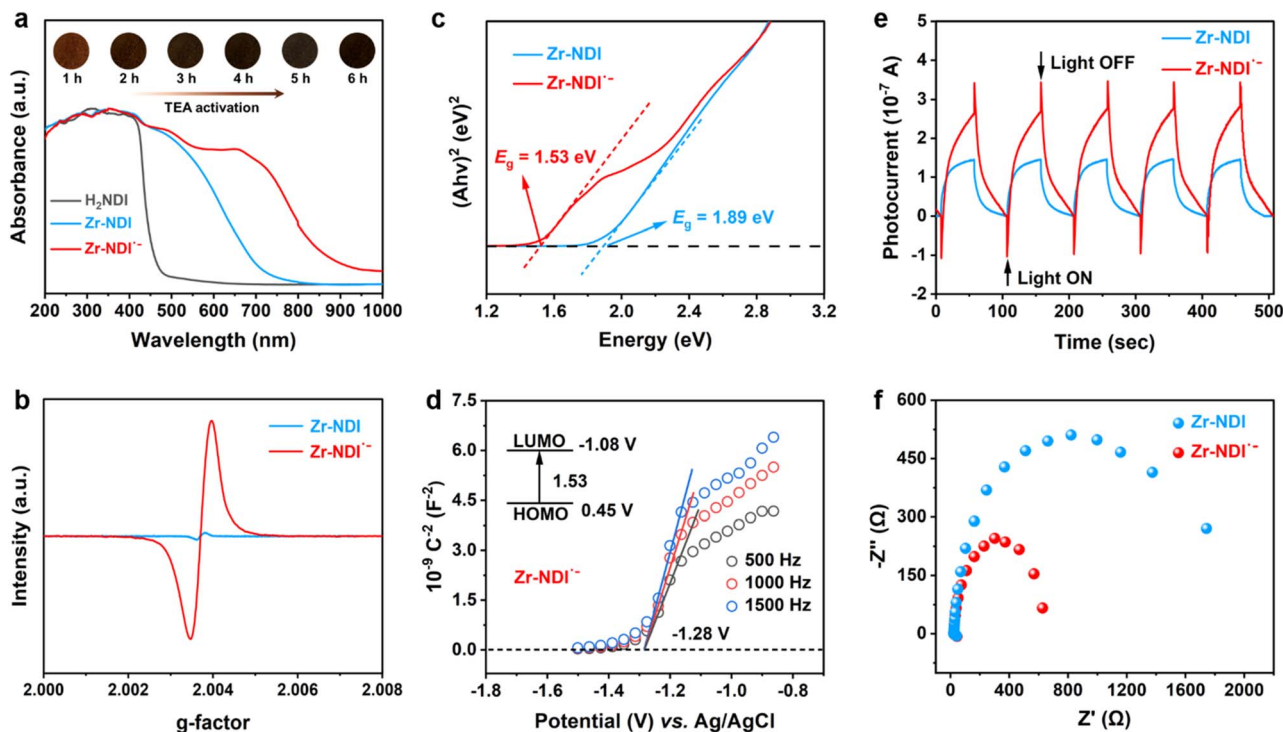 a
1 h 2 h 3 h 4 h 5 h 6 h
TEA activation
Absorbance (a.u.)
H₂NDI
Zr-NDI
Zr-NDI˙⁻
200 300 400 500 600 700 800 900 1000
Wavelength (nm)
b
Intensity (a.u.)
Zr-NDI
Zr-NDI˙⁻
2.000 2.002 2.004 2.006 2.008
g-factor
c
(Ahv)² (eV)²
Zr-NDI
Zr-NDI˙⁻
Eg = 1.53 eV
Eg = 1.89 eV
1.2 1.6 2.0 2.4 2.8 3.2
Energy (eV)
d
10⁻⁹ C⁻² (F⁻²)
7.5
6.0
4.5
3.0
1.5
0.0
LUMO -1.08 V
1.53
HOMO 0.45 V
Zr-NDI˙⁻
500 Hz
1000 Hz
1500 Hz
-1.28 V
-1.8 -1.6 -1.4 -1.2 -1.0 -0.8
Potential (V) vs. Ag/AgCl
e
Photocurrent (10⁻⁷ A)
5
4
3
2
1
0
-1
-2
Zr-NDI
Zr-NDI˙⁻
Light OFF
Light ON
0 100 200 300 400 500
Time (sec)
f
-Z'' (Ω)
600
450
300
150
0
Zr-NDI
Zr-NDI˙⁻
0 400 800 1200 1600 2000
Z' (Ω)